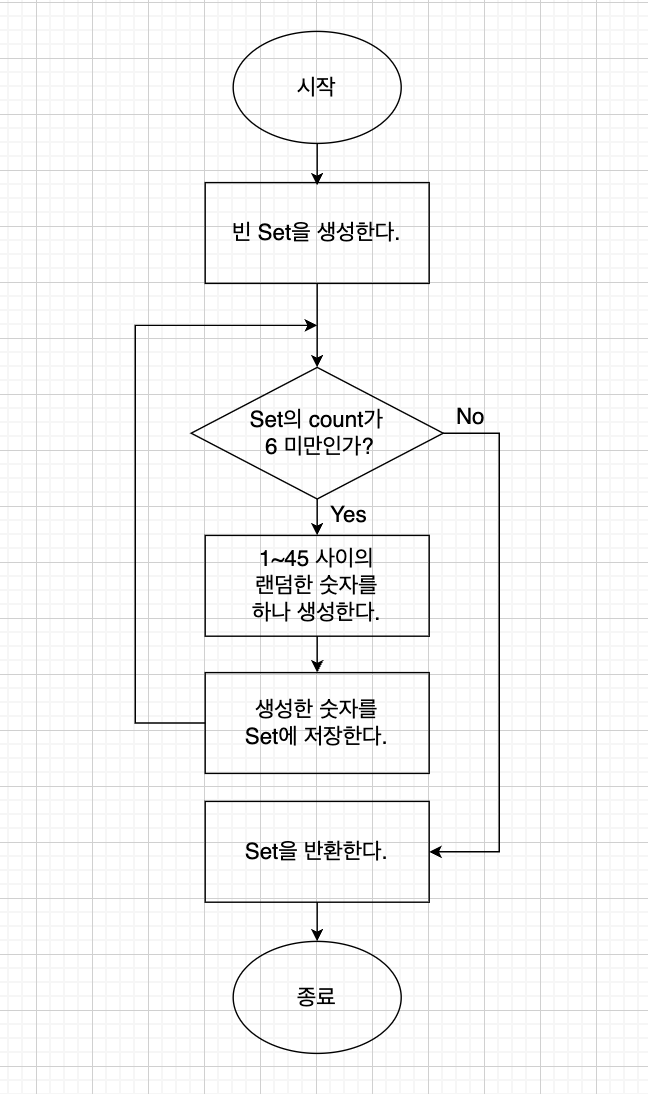 시작
빈 Set을 생성한다.
Set의 count가
6 미만인가?
No
Yes
1~45 사이의
랜덤한 숫자를
하나 생성한다.
생성한 숫자를
Set에 저장한다.
Set을 반환한다.
종료